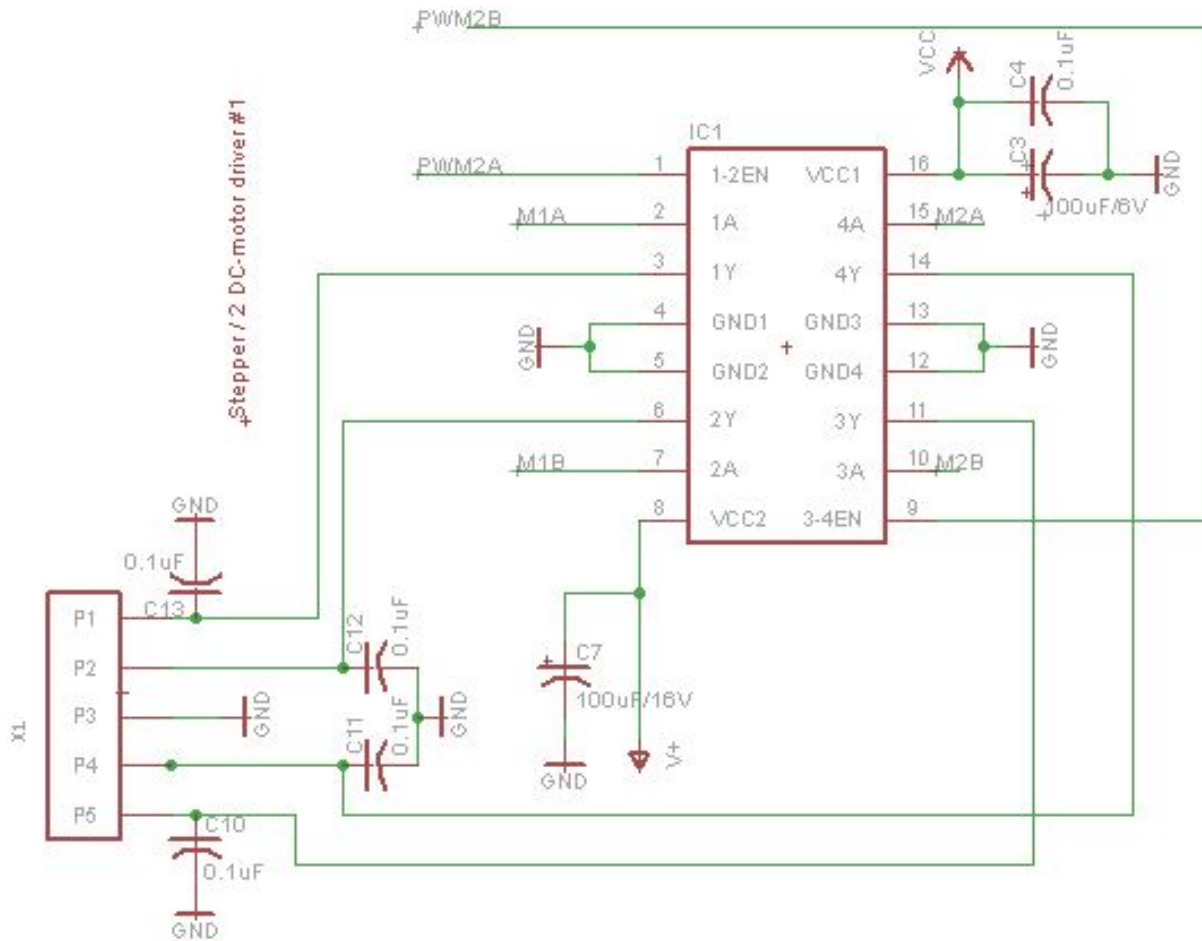 PWM2B
VCC
C4
0.1uF
IC1
C3
100uF/6V
GND
PWM2A
1
1-2EN
VCC1
16
M1A
2
1A
4A
15
M2A
3
1Y
4Y
14
Stepper / 2 DC-motor driver #1
4
GND1
GND3
13
GND
GND
5
GND2
GND4
12
6
2Y
3Y
11
M1B
7
2A
3A
10
M2B
8
VCC2
3-4EN
9
GND
0.1uF
C13
P1
C12
0.1uF
P2
C7
100uF/16V
P3
GND
GND
X1
C11
0.1uF
P4
GND
V+
P5
C10
0.1uF
GND